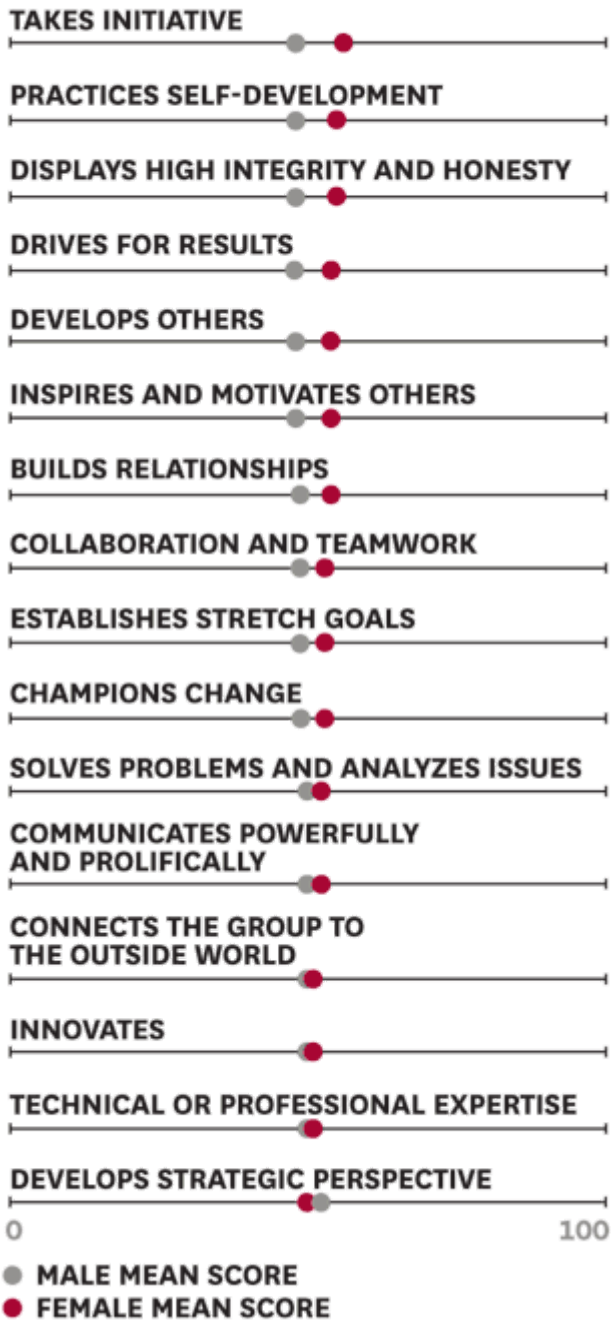 TAKES INITIATIVE
PRACTICES SELF-DEVELOPMENT
DISPLAYS HIGH INTEGRITY AND HONESTY
DRIVES FOR RESULTS
DEVELOPS OTHERS
INSPIRES AND MOTIVATES OTHERS
BUILDS RELATIONSHIPS
COLLABORATION AND TEAMWORK
ESTABLISHES STRETCH GOALS
CHAMPIONS CHANGE
SOLVES PROBLEMS AND ANALYZES ISSUES
COMMUNICATES POWERFULLY
AND PROLIFICALLY
CONNECTS THE GROUP TO
THE OUTSIDE WORLD
INNOVATES
TECHNICAL OR PROFESSIONAL EXPERTISE
DEVELOPS STRATEGIC PERSPECTIVE
0 100
MALE MEAN SCORE
FEMALE MEAN SCORE